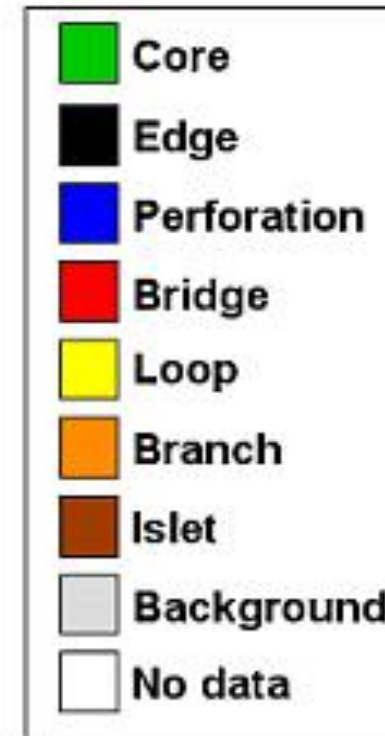 Core
Edge
Perforation
Bridge
Loop
Branch
Islet
Background
No data